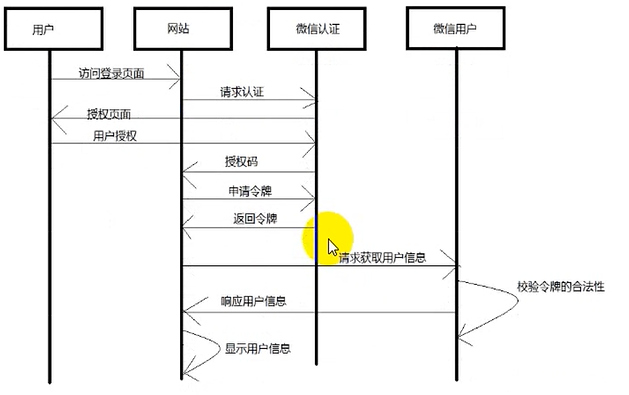 用户
网站
微信认证
微信用户
访问登录页面
请求认证
授权页面
用户授权
授权码
申请令牌
返回令牌
请求获取用户信息
校验令牌的合法性
响应用户信息
显示用户信息